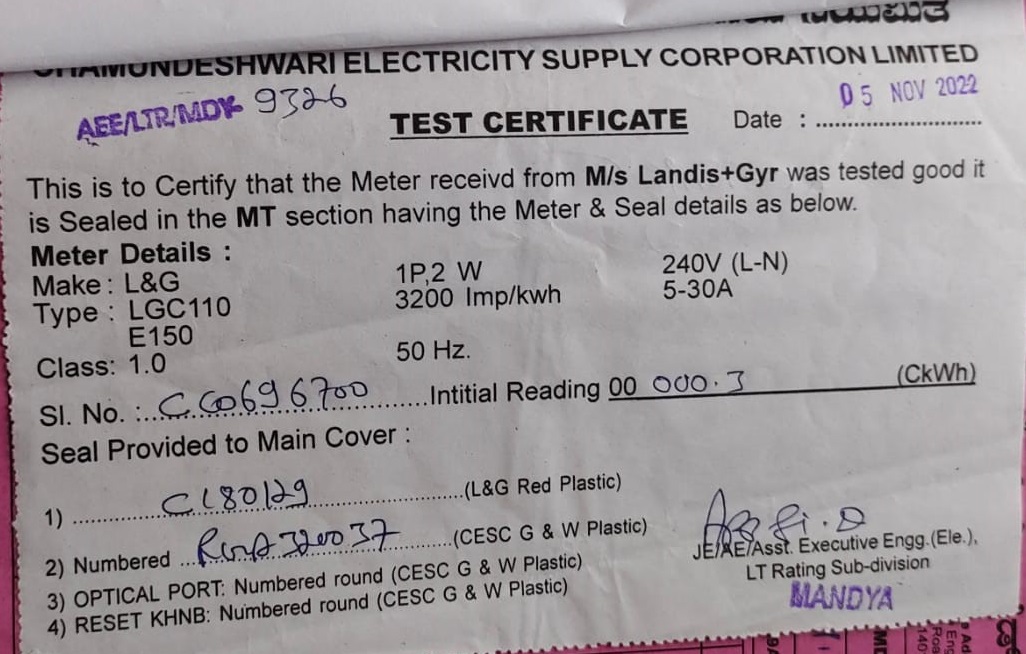 CHAMUNDESHWARI ELECTRICITY SUPPLY CORPORATION LIMITED
AEE/LTR/MDY 9326
05 NOV 2022
TEST CERTIFICATE Date : ..............................
This is to Certify that the Meter receivd from M/s Landis+Gyr was tested good it
is Sealed in the MT section having the Meter & Seal details as below.
Meter Details :
Make : L&G 1P,2 W 240V (L-N)
Type : LGC110 3200 Imp/kwh 5-30A
E150
Class: 1.0 50 Hz.
Sl. No. : Intitial Reading 00 000.3 (CkWh)
Seal Provided to Main Cover :
1) (L&G Red Plastic)
2) Numbered (CESC G & W Plastic)
3) OPTICAL PORT: Numbered round (CESC G & W Plastic)
4) RESET KHNB: Numbered round (CESC G & W Plastic)
JE/AE/Asst. Executive Engg.(Ele.),
LT Rating Sub-division
MANDYA